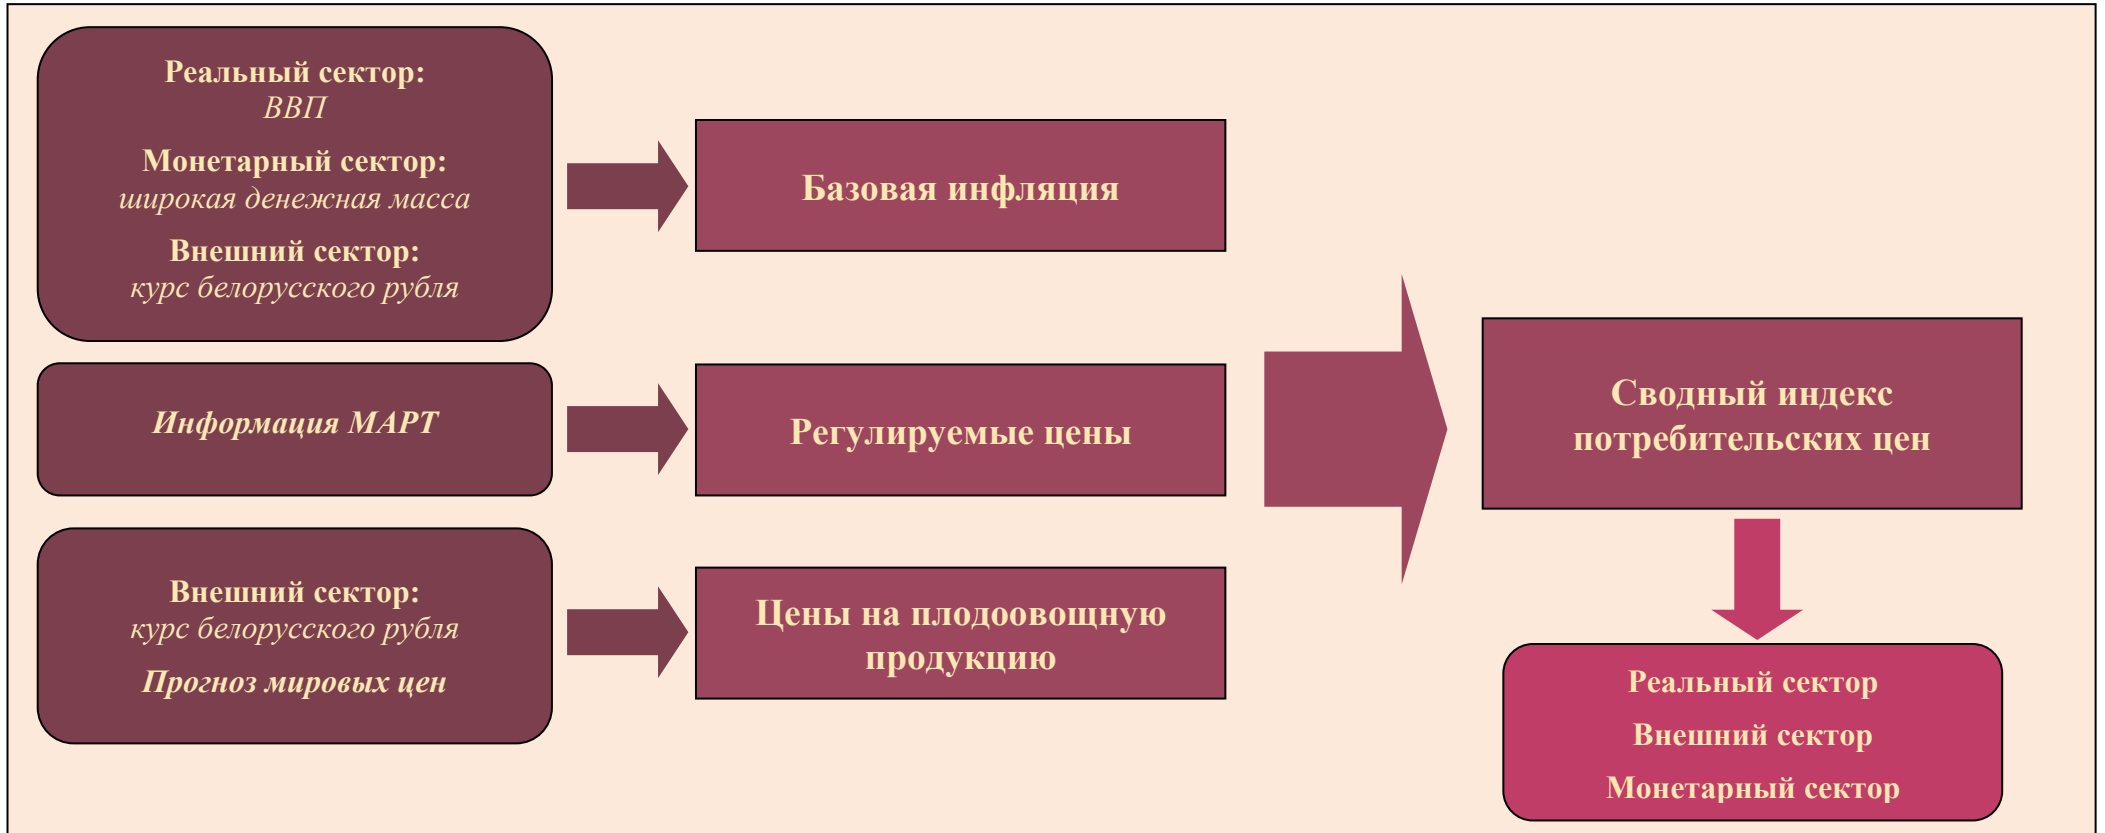 Реальный сектор:
ВВП
Монетарный сектор:
широкая денежная масса
Внешний сектор:
курс белорусского рубля
Базовая инфляция
Информация МАРТ
Регулируемые цены
Внешний сектор:
курс белорусского рубля
Прогноз мировых цен
Цены на плодоовощную
продукцию
Сводный индекс
потребительских цен
Реальный сектор
Внешний сектор
Монетарный сектор